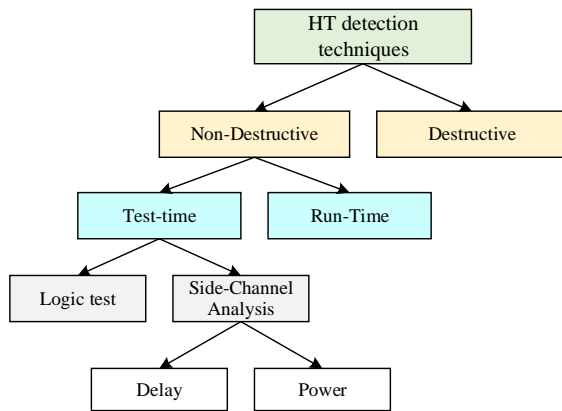 HT detection
techniques
Non-Destructive
Destructive
Test-time
Run-Time
Logic test
Side-Channel
Analysis
Delay
Power